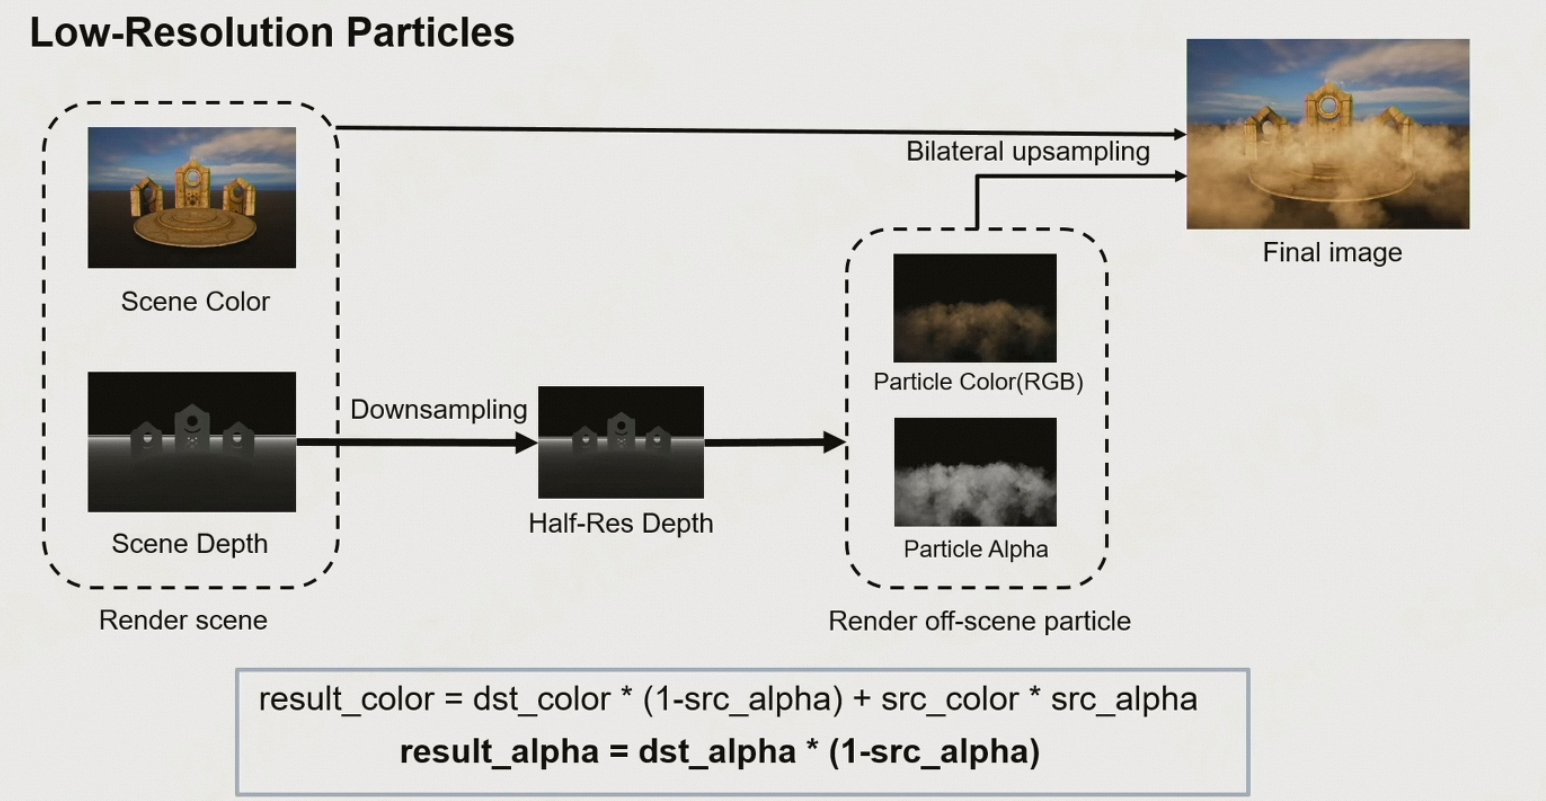 Low-Resolution Particles
Scene Color
Scene Depth
Render scene
Downsampling
Half-Res Depth
Particle Color(RGB)
Particle Alpha
Render off-scene particle
Bilateral upsampling
Final image
result_color = dst_color * (1-src_alpha) + src_color * src_alpha
result_alpha = dst_alpha * (1-src_alpha)